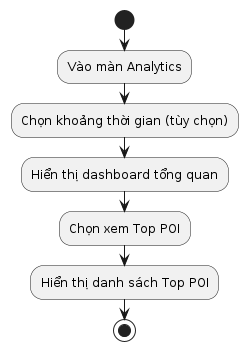 Vào màn Analytics
Chọn khoảng thời gian (tùy chọn)
Hiển thị dashboard tổng quan
Chọn xem Top POI
Hiển thị danh sách Top POI